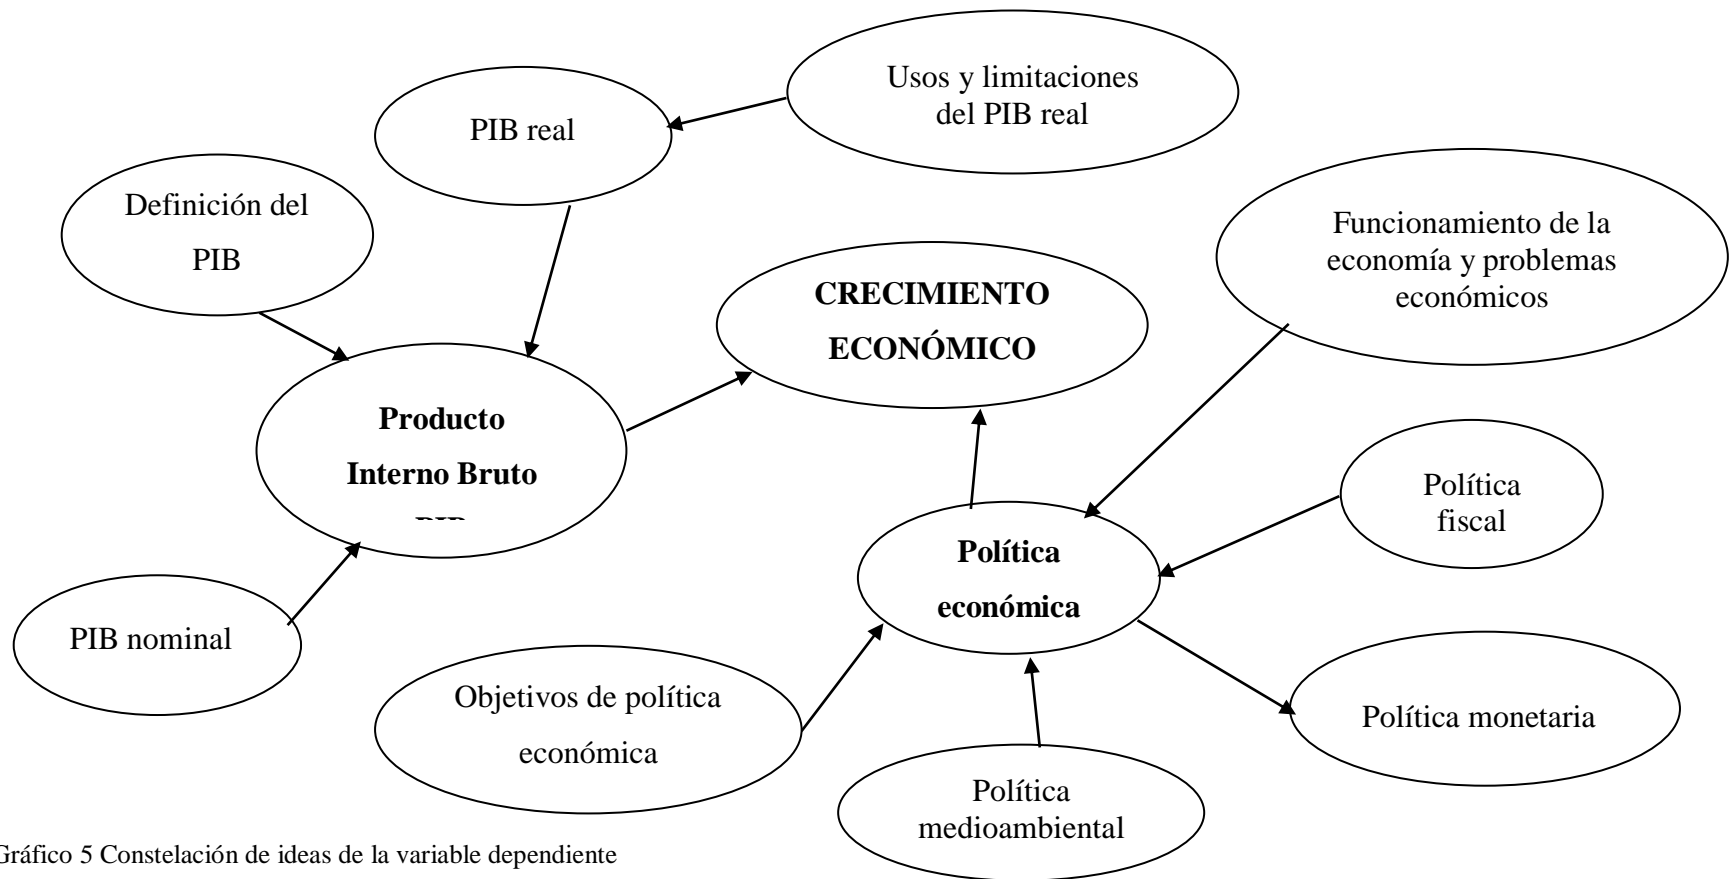 Usos y limitaciones
del PIB real
PIB real
Definición del
PIB
Funcionamiento de la
economía y problemas
económicos
CRECIMIENTO
ECONÓMICO
Producto
Interno Bruto
Política
fiscal
Política
económica
PIB nominal
Objetivos de política
económica
Política monetaria
Política
medioambiental
Gráfico 5 Constelación de ideas de la variable dependiente